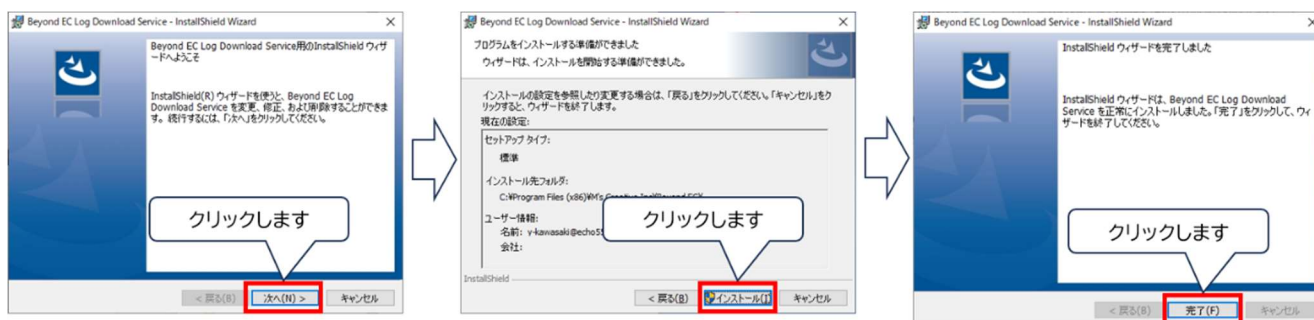 Beyond EC Log Download Service - InstallShield Wizard
Beyond EC Log Download Service用のInstallShield ウィザ
ードへようこそ
InstallShield(R) ウィザードを使うと、Beyond EC Log
Download Service を変更、修正、および削除することができま
す。続行するには、「次へ」をクリックしてください。
クリックします
< 戻る(B)
次へ(N) >
キャンセル
Beyond EC Log Download Service - InstallShield Wizard
プログラムをインストールする準備ができました
ウィザードは、インストールを開始する準備ができました。
インストールの設定を参照したり変更する場合は、「戻る」をクリックしてください。「キャンセル」をク
リックすると、ウィザードを終了します。
現在の設定:
セットアップ タイプ:
標準
インストール先フォルダ:
C:¥Program Files (x86)¥M's
ユーザー情報:
名前: y-kawasaki@echo5
会社:
クリックします
InstallShield
< 戻る(B)
インストール(I)
キャンセル
Beyond EC Log Download Service - InstallShield Wizard
InstallShield ウィザードを完了しました
InstallShield ウィザードは、Beyond EC Log Download
Service を正常にインストールしました。「完了」をクリックして、ウィ
ザードを終了してください。
クリックします
< 戻る(B)
完了(F)
キャンセル